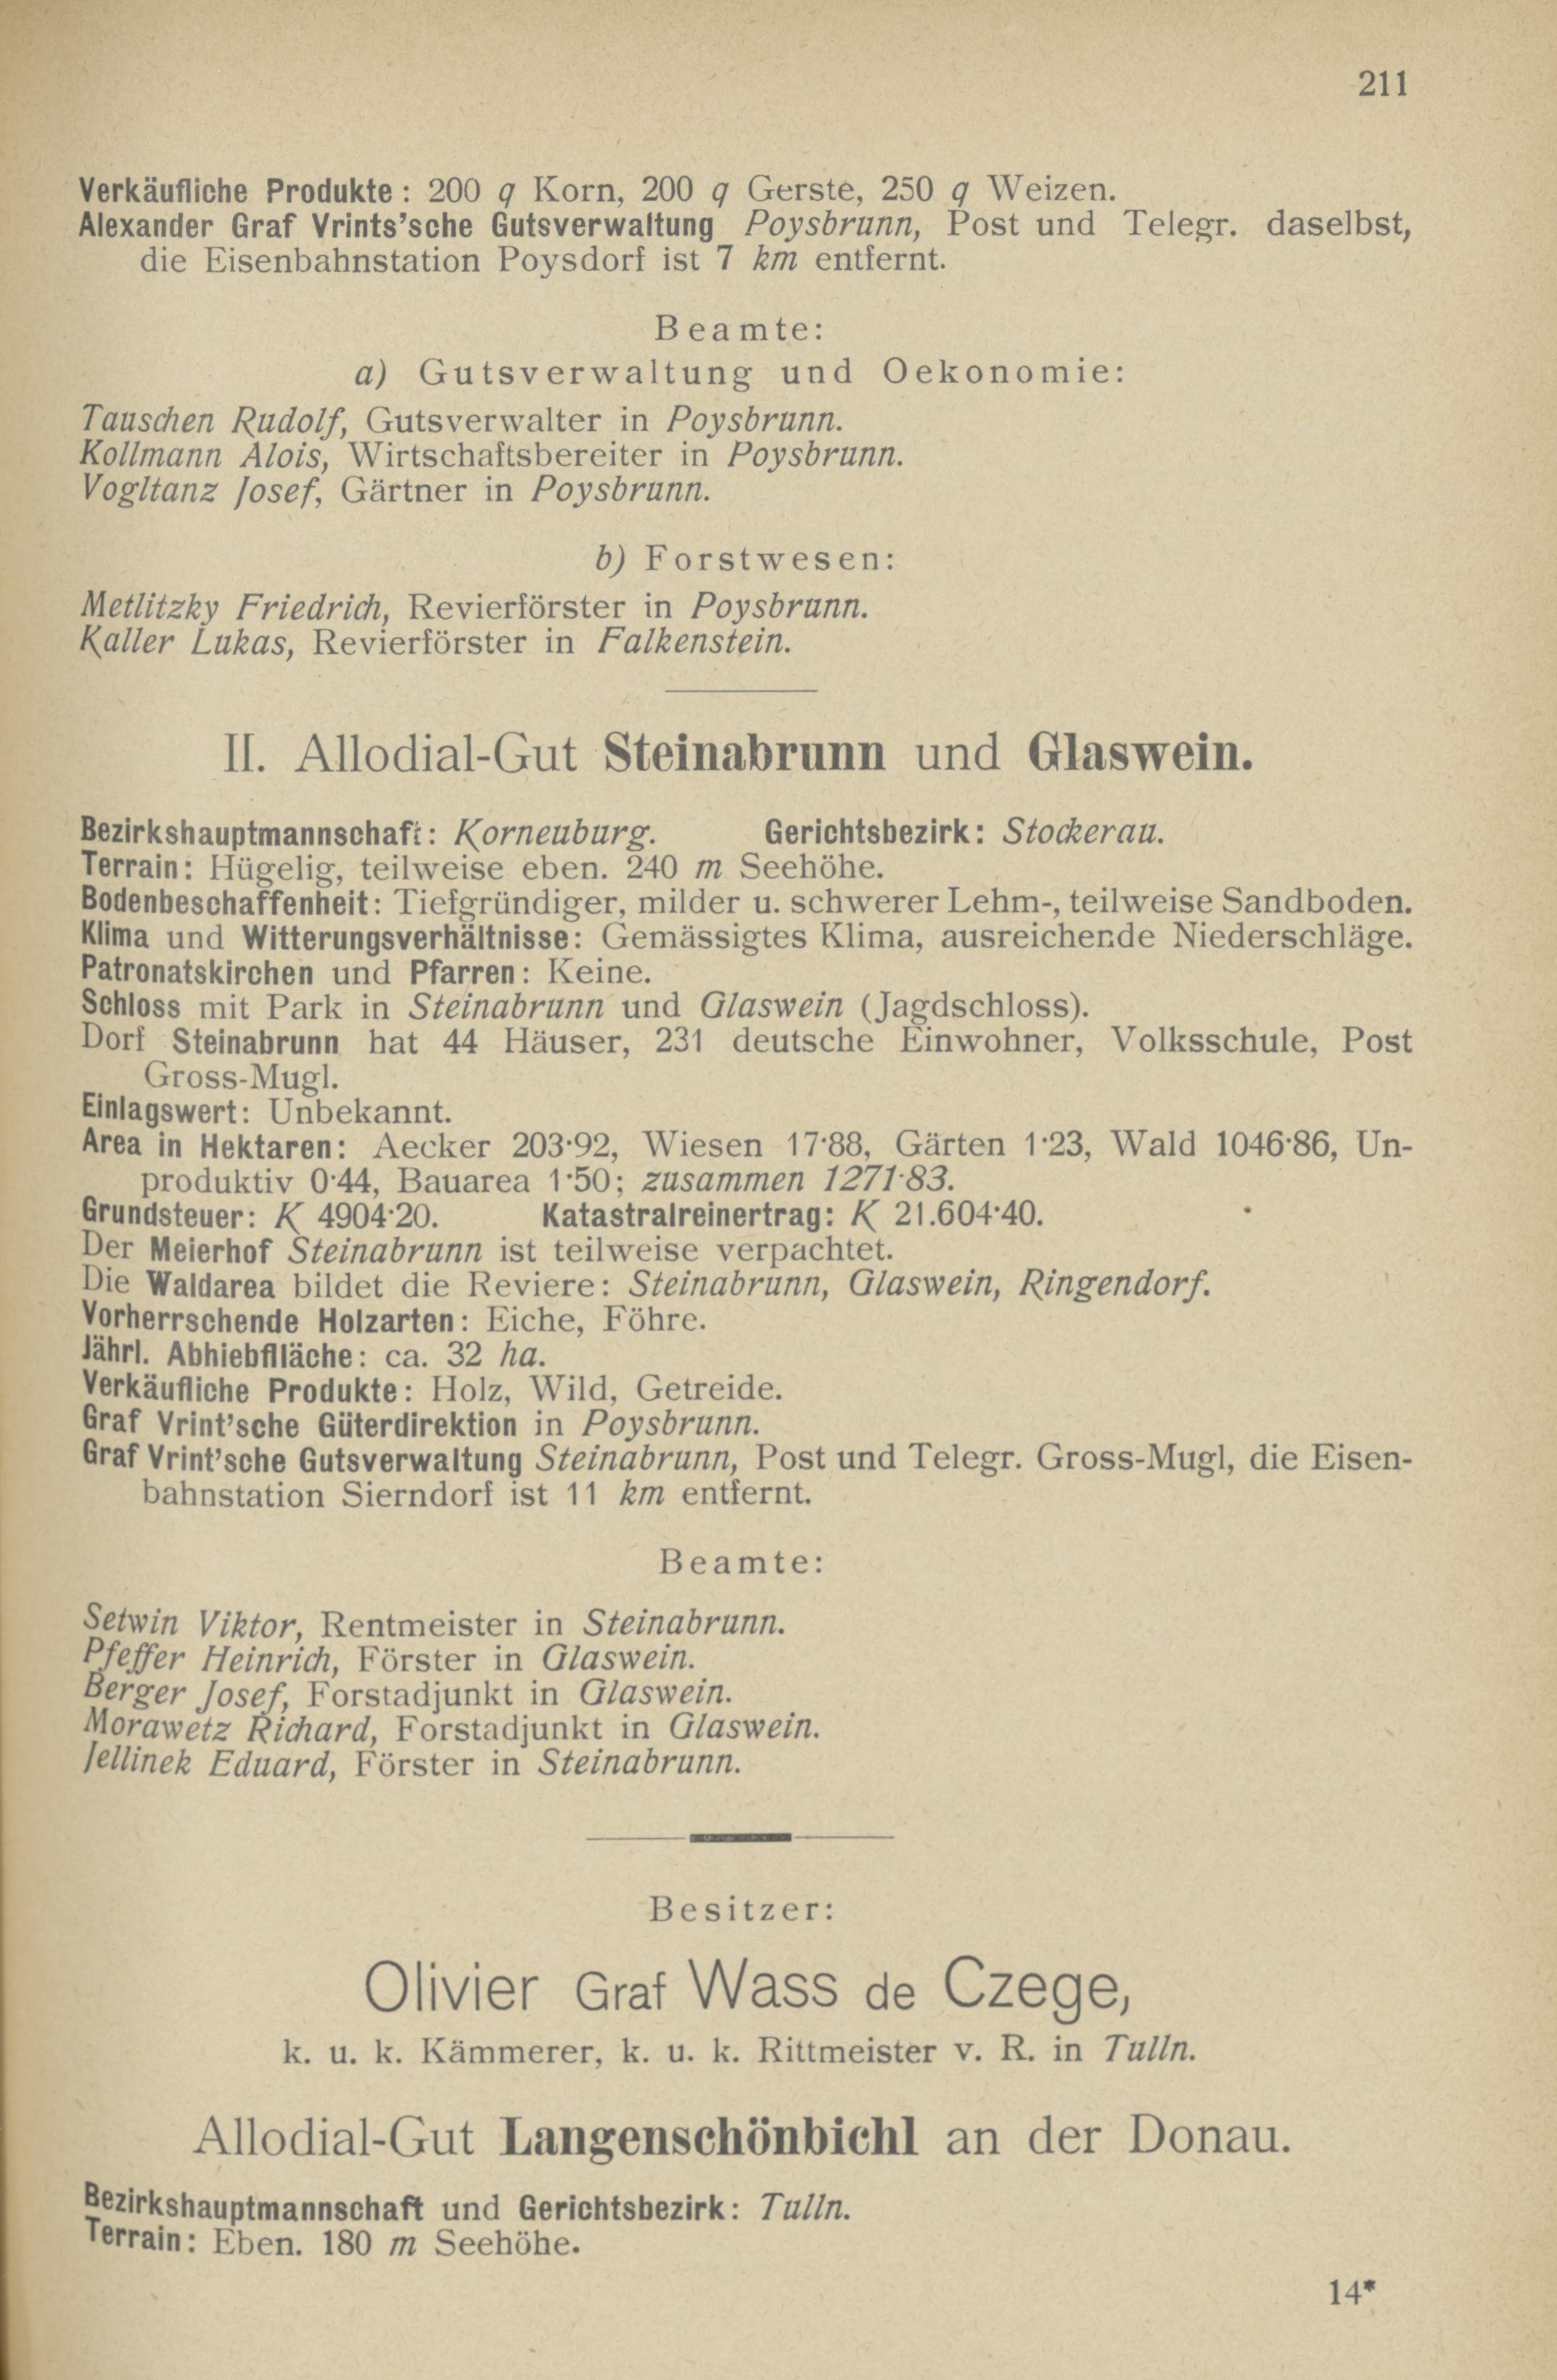 211
Verkäufliche Produkte: 200 q Korn, 200 q Gerste, 250 q Weizen.
Alexander Graf Vrints’sche Gutsverwaltung Poysbrunn, Post und Telegr. daselbst,
die Eisenbahnstation Poysdorf ist 7 km entfernt.
Beamte:
a) Gutsverwaltung und Oekonomie:
Tauschen Rudolf, Gutsverwalter in Poysbrunn.
Kollmann Alois, Wirtschaftsbereiter in Poysbrunn.
Vogltanz Josef, Gärtner in Poysbrunn.
b) Forstwesen:
Metlitzky Friedrich, Revierförster in Poysbrunn.
Kaller Lukas, Revierförster in Falkenstein.
II. Allodial-Gut Steinabrunn und Glaswein.
Bezirkshauptmannschaft: Korneuburg. Gerichtsbezirk: Stockerau.
Terrain: Hügelig, teilweise eben. 240 m Seehöhe.
Bodenbeschaffenheit: Tiefgründiger, milder u. schwerer Lehm-, teilweise Sandboden.
Klima und Witterungsverhältnisse: Gemässigtes Klima, ausreichende Niederschläge.
Patronatskirchen und Pfarren: Keine.
Schloss mit Park in Steinabrunn und Glaswein (Jagdschloss).
Dorf Steinabrunn hat 44 Häuser, 231 deutsche Einwohner, Volksschule, Post
Gross-Mugl.
Einlagswert: Unbekannt.
Area in Hektaren: Aecker 203·92, Wiesen 17·88, Gärten 1·23, Wald 1046·86, Un-
produktiv 0·44, Bauarea 1·50; zusammen 1271·83.
Grundsteuer: K 4904·20. Katastralreinertrag: K 21.604·40.
Der Meierhof Steinabrunn ist teilweise verpachtet.
Die Waldarea bildet die Reviere: Steinabrunn, Glaswein, Ringendorf.
Vorherrschende Holzarten: Eiche, Föhre.
Jährl. Abhiebflläche: ca. 32 ha.
Verkäufliche Produkte: Holz, Wild, Getreide.
Graf Vrint’sche Güterdirektion in Poysbrunn.
Graf Vrint’sche Gutsverwaltung Steinabrunn, Post und Telegr. Gross-Mugl, die Eisen-
bahnstation Sierndorf ist 11 km entfernt.
Beamte:
Setwin Viktor, Rentmeister in Steinabrunn.
Pfeffer Heinrich, Förster in Glaswein.
Berger Josef, Forstadjunkt in Glaswein.
Morawetz Richard, Forstadjunkt in Glaswein.
Jellinek Eduard, Förster in Steinabrunn.
Besitzer:
Olivier Graf Wass de Czege,
k. u. k. Kämmerer, k. u. k. Rittmeister v. R. in Tulln.
Allodial-Gut Langenschönbichl an der Donau.
Bezirkshauptmannschaft und Gerichtsbezirk: Tulln.
Terrain: Eben. 180 m Seehöhe.
14*